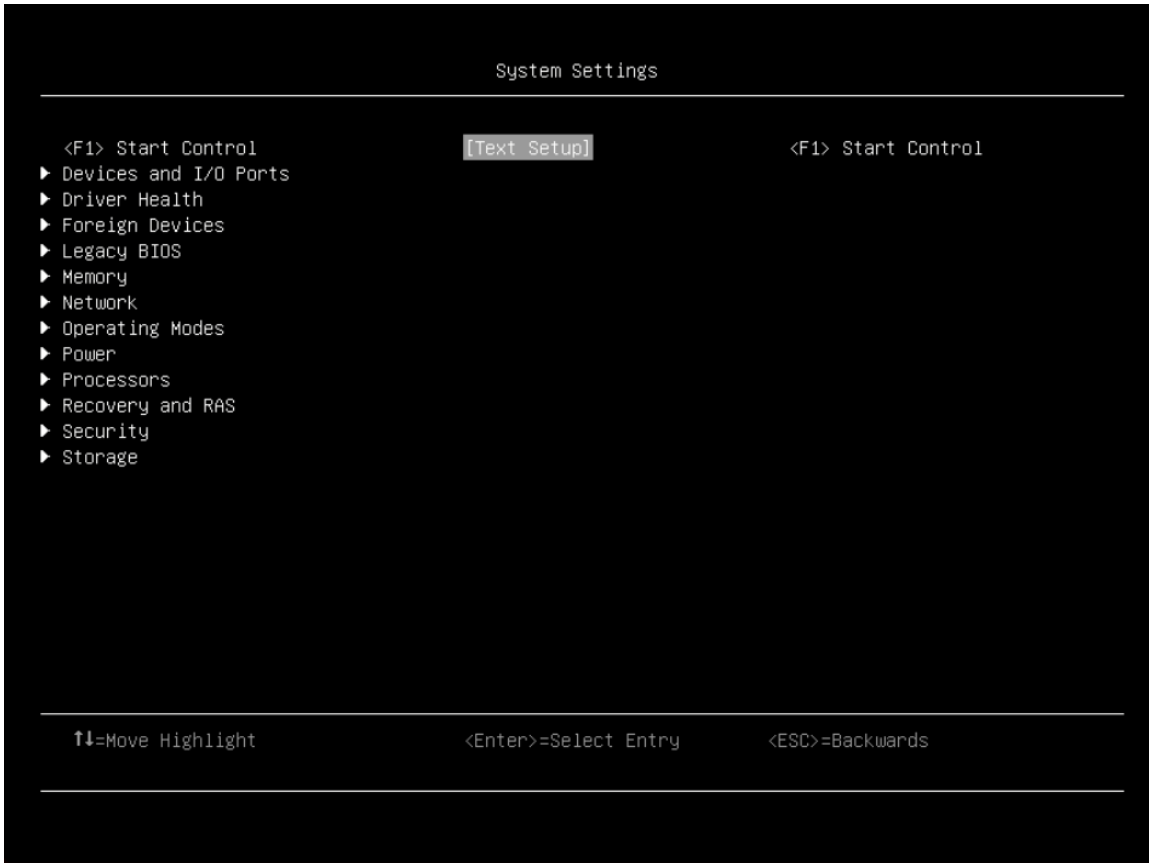 System Settings
<F1> Start Control [Text Setup] <F1> Start Control
▶ Devices and I/O Ports
▶ Driver Health
▶ Foreign Devices
▶ Legacy BIOS
▶ Memory
▶ Network
▶ Operating Modes
▶ Power
▶ Processors
▶ Recovery and RAS
▶ Security
▶ Storage
↑↓=Move Highlight <Enter>=Select Entry <ESC>=Backwards